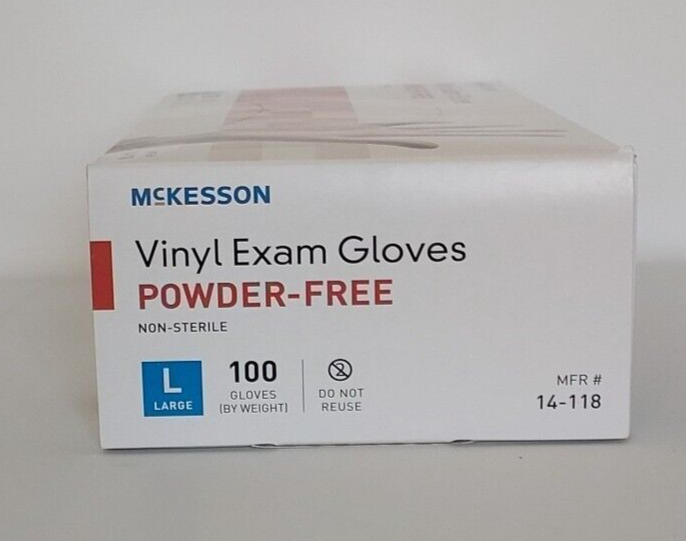 McKESSON
Vinyl Exam Gloves
POWDER-FREE
NON-STERILE
L
LARGE
100
GLOVES
(BY WEIGHT)
DO NOT
REUSE
MFR #
14-118